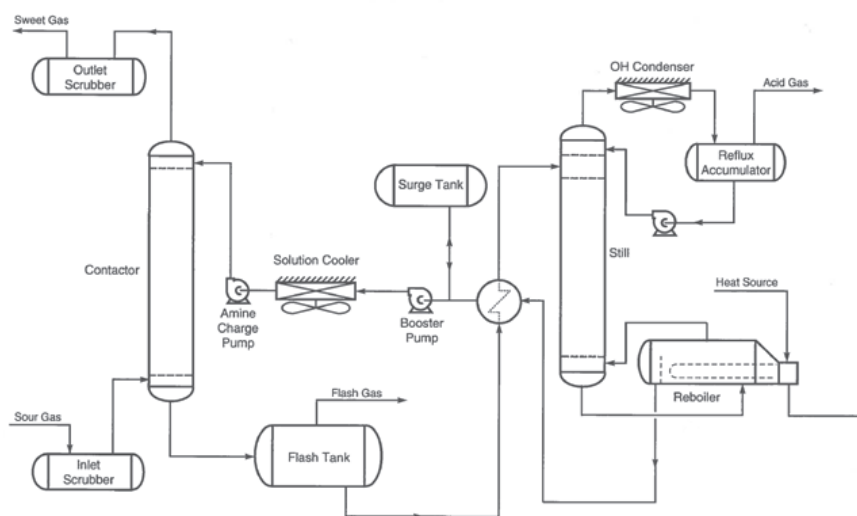 Sweet Gas
Outlet
Scrubber
OH Condenser
Acid Gas
Reflux
Accumulator
Surge Tank
Contactor
Solution Cooler
Still
Heat Source
Amine
Charge
Pump
Booster
Pump
Reboiler
Flash Gas
Sour Gas
Flash Tank
Inlet
Scrubber